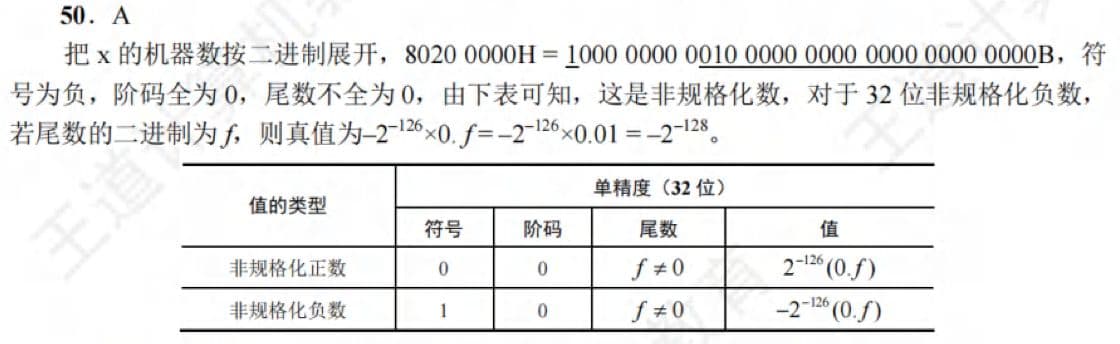 50．A
把 x 的机器数按二进制展开，8020 0000H = 1000 0000 0010 0000 0000 0000 0000 0000B，符
号为负，阶码全为 0，尾数不全为 0，由下表可知，这是非规格化数，对于 32 位非规格化负数，
若尾数的二进制为 f，则真值为–2⁻¹²⁶×0. f = –2⁻¹²⁶×0.01 = –2⁻¹²⁸。
值的类型 单精度（32 位）
符号 阶码 尾数 值
非规格化正数 0 0 f ≠ 0 2⁻¹²⁶(0.f)
非规格化负数 1 0 f ≠ 0 –2⁻¹²⁶(0.f)